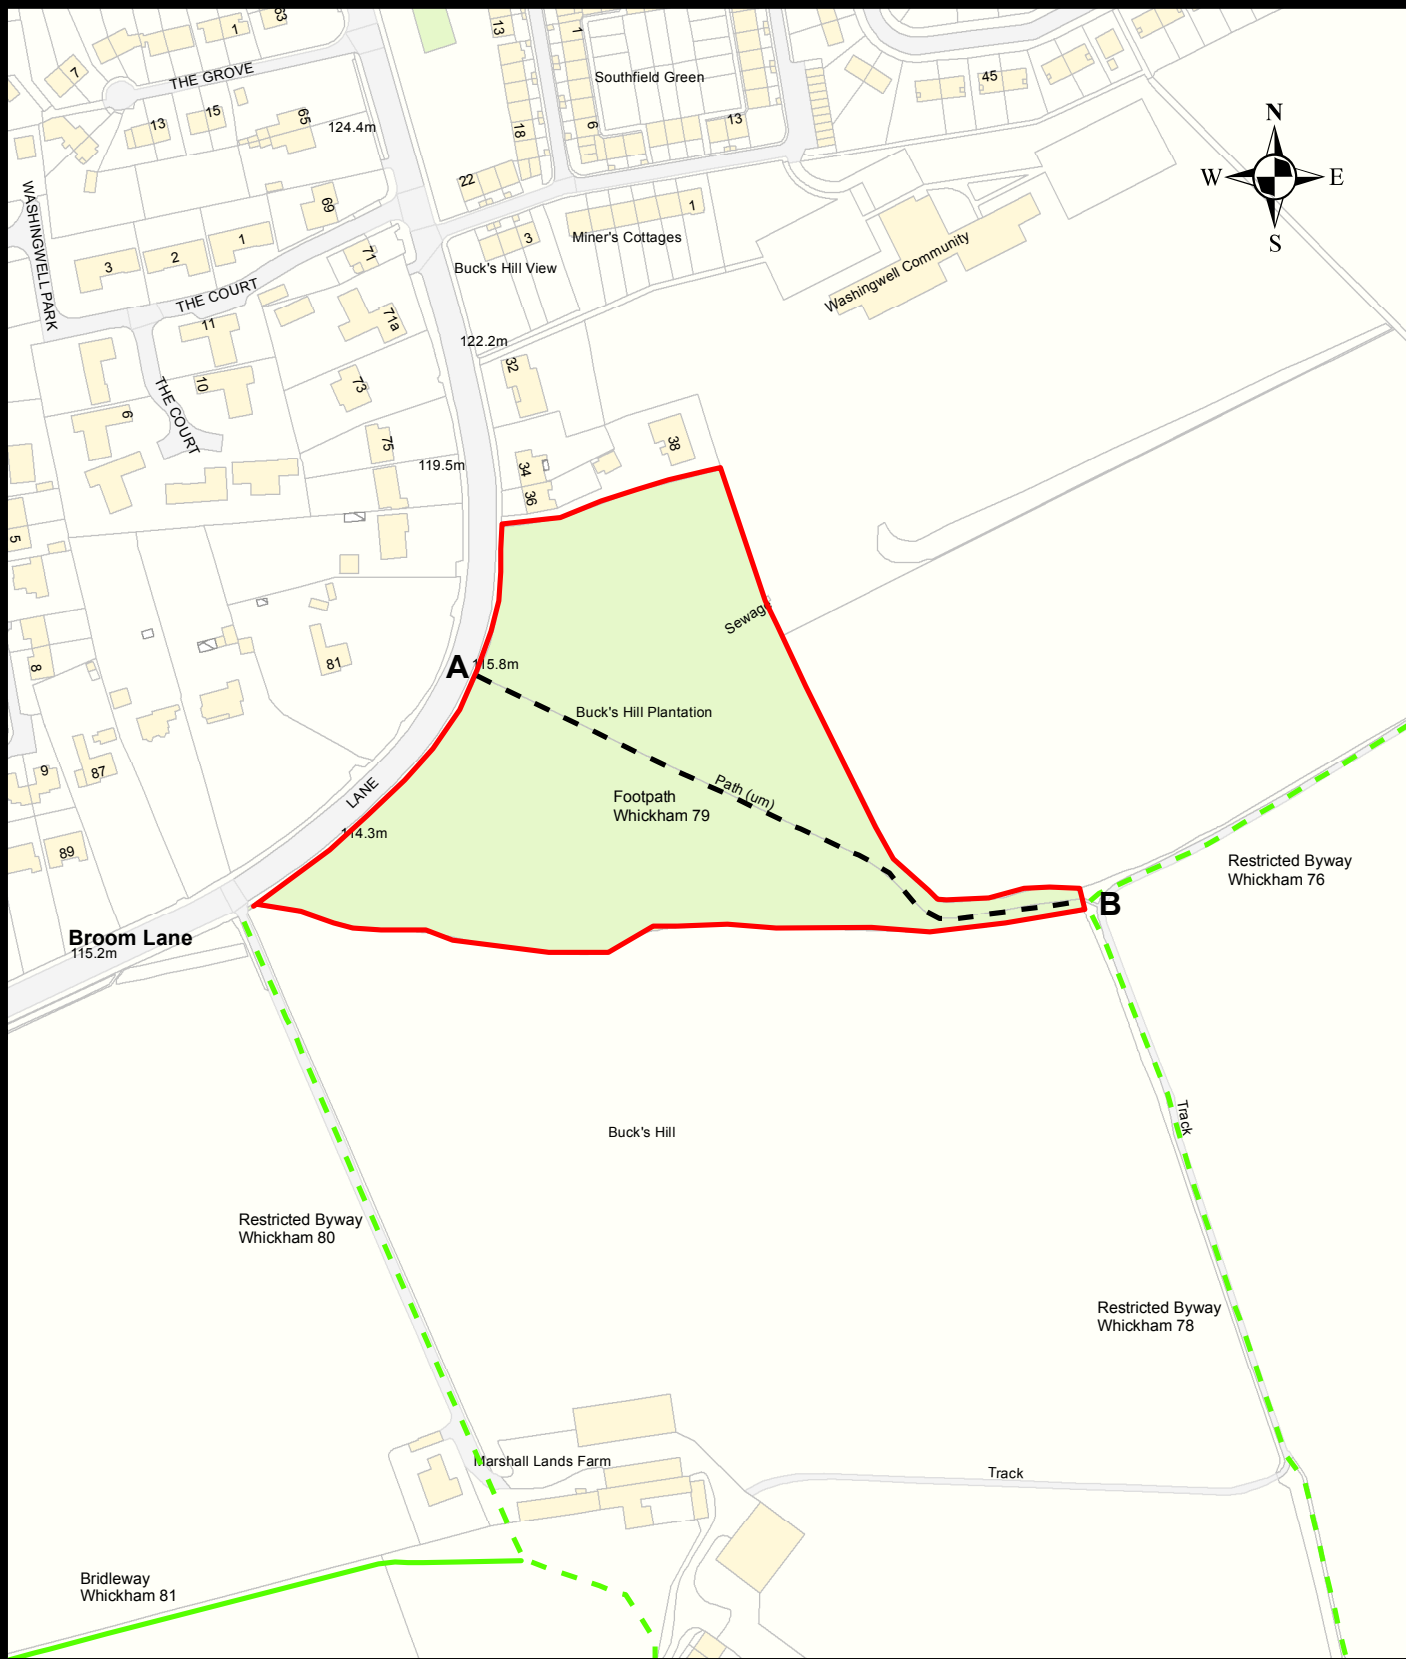 63
1
7
THE GROVE
13
15
65
124.4m
13
1
Southfield Green
18
6
13
45
N
W
E
S
WASHINGWELL PARK
69
22
1
3
2
1
71
3
Miner's Cottages
Buck's Hill View
Washingwell Community
THE COURT
11
71a
122.2m
32
10
73
THE COURT
6
75
119.5m
34
36
38
5
Sewage
8
81
A
115.8m
Buck's Hill Plantation
9
87
LANE
Path (um)
Footpath
Whickham 79
114.3m
89
Restricted Byway
Whickham 76
B
Broom Lane
115.2m
Track
Buck's Hill
Restricted Byway
Whickham 80
Restricted Byway
Whickham 78
Marshall Lands Farm
Track
Bridleway
Whickham 81